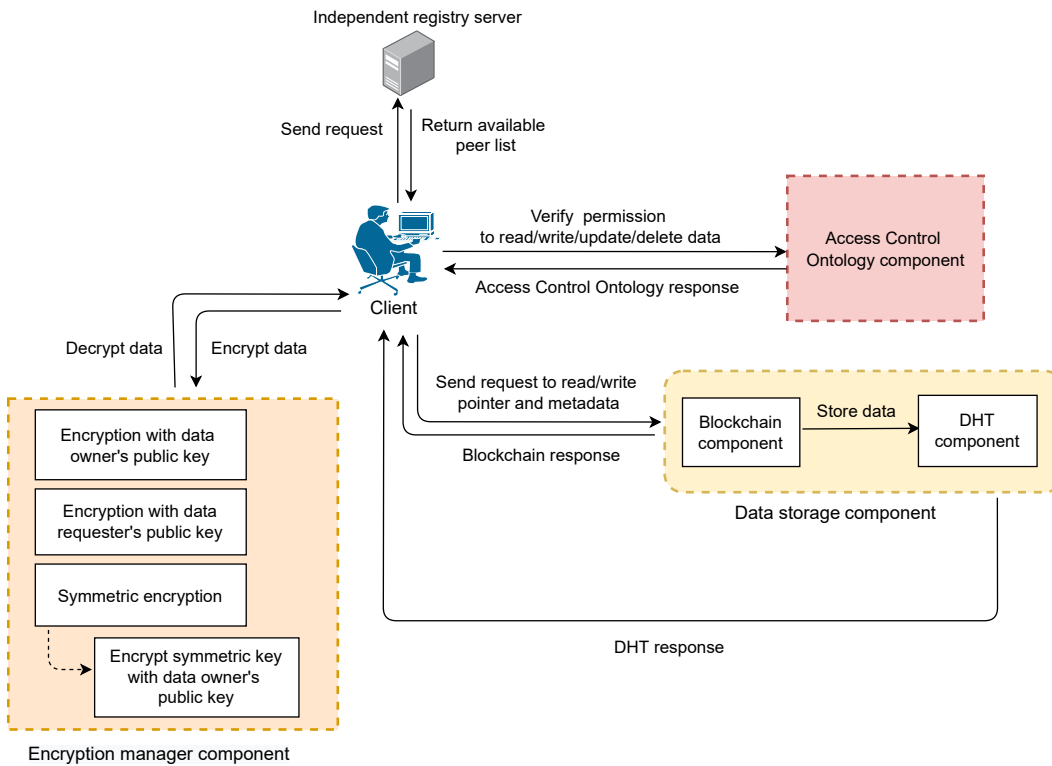 Independent registry server
Send request
Return available
peer list
Verify permission
to read/write/update/delete data
Access Control
Ontology component
Access Control Ontology response
Client
Decrypt data
Encrypt data
Send request to read/write
pointer and metadata
Blockchain response
Blockchain
component
Store data
DHT
component
Data storage component
Encryption with data
owner's public key
Encryption with data
requester's public key
Symmetric encryption
Encrypt symmetric key
with data owner's
public key
DHT response
Encryption manager component